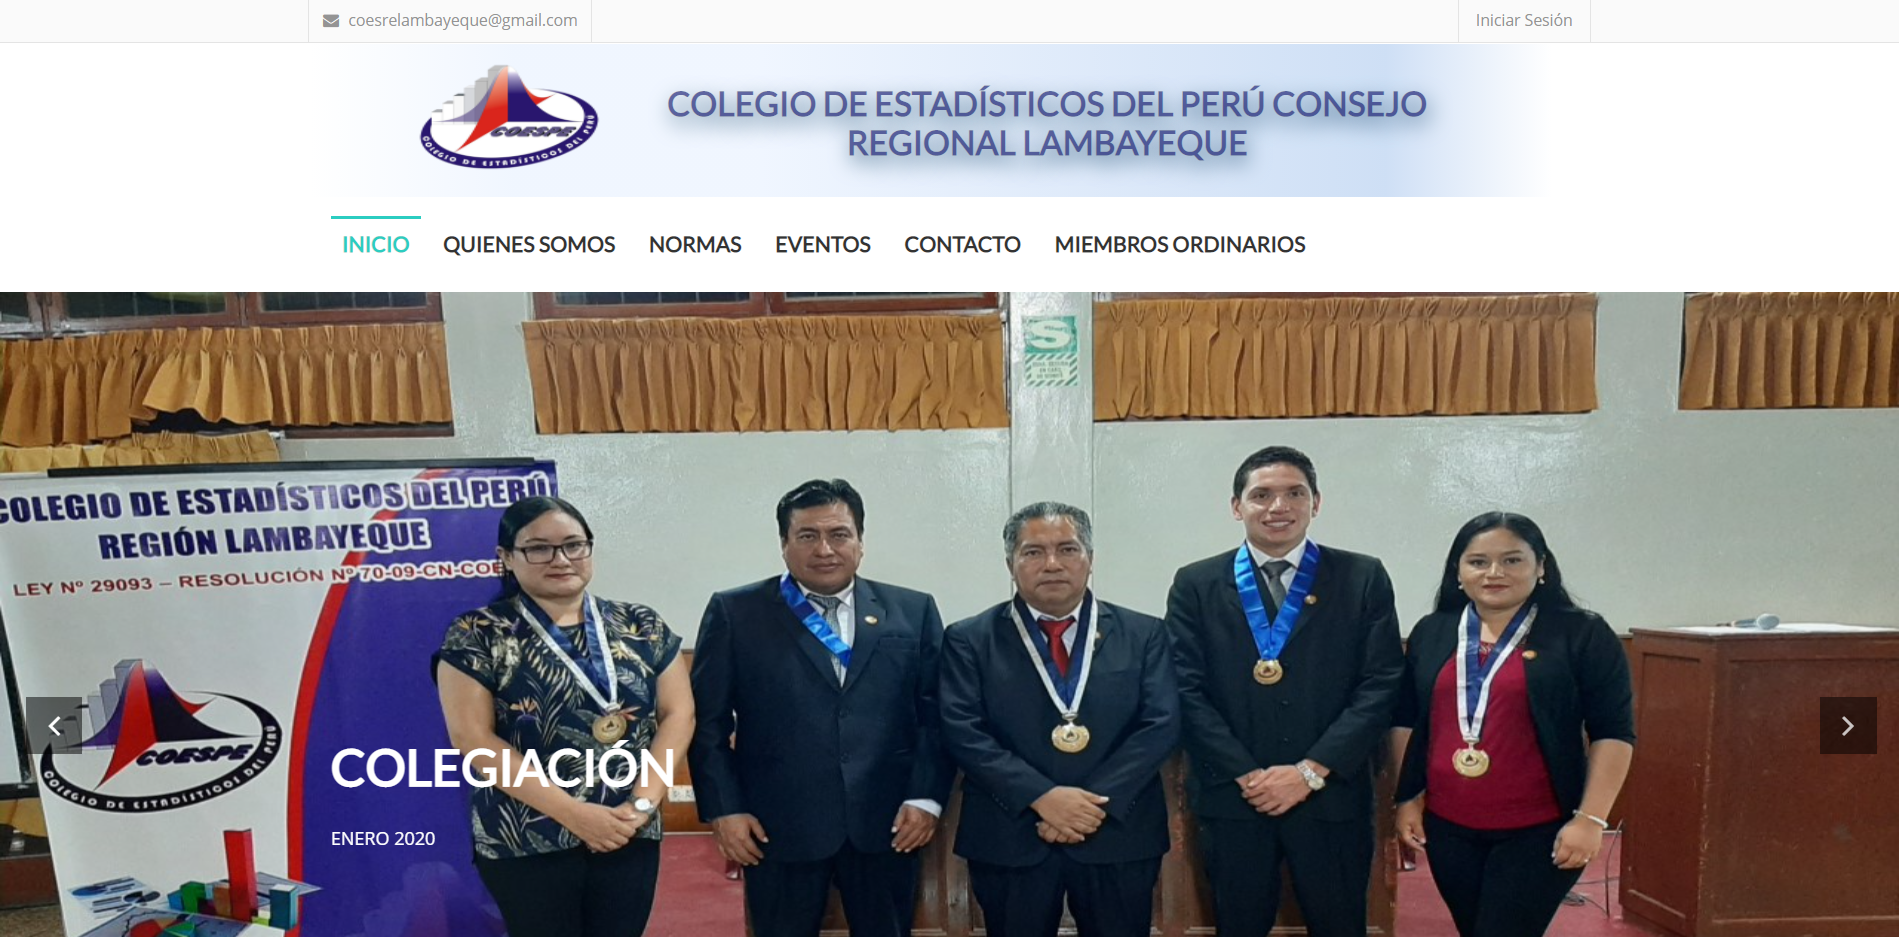 coesrelambayeque@gmail.com
Iniciar Sesión
COESPE
COLEGIO DE ESTADÍSTICOS DEL PERÚ
COLEGIO DE ESTADÍSTICOS DEL PERÚ CONSEJO
REGIONAL LAMBAYEQUE
INICIO
QUIENES SOMOS
NORMAS
EVENTOS
CONTACTO
MIEMBROS ORDINARIOS
S
COLEGIO DE ESTADÍSTICOS DEL PERÚ
REGIÓN LAMBAYEQUE
LEY Nº 29093 – RESOLUCIÓN Nº 70-09-CN-COE
COESPE
COLEGIO DE ESTADÍSTICOS DEL PERÚ
COLEGIACIÓN
ENERO 2020